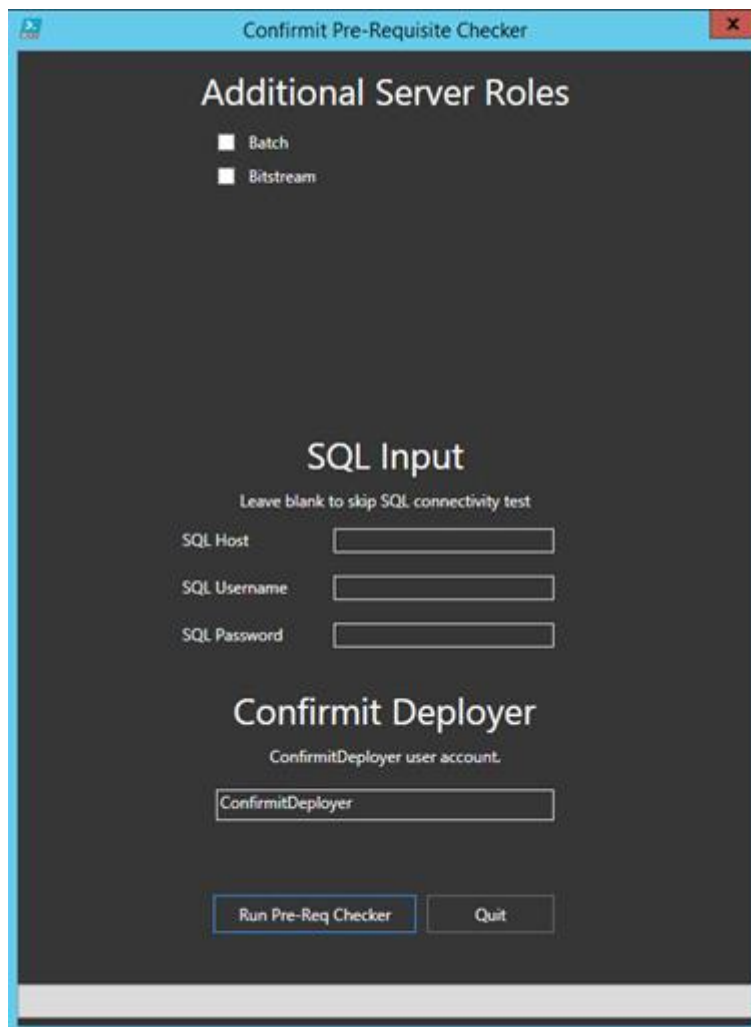 Confirmit Pre-Requisite Checker
x
Additional Server Roles
Batch
Bitstream
SQL Input
Leave blank to skip SQL connectivity test
SQL Host
SQL Username
SQL Password
Confirmit Deployer
ConfirmitDeployer user account.
ConfirmitDeployer
Run Pre-Req Checker Quit